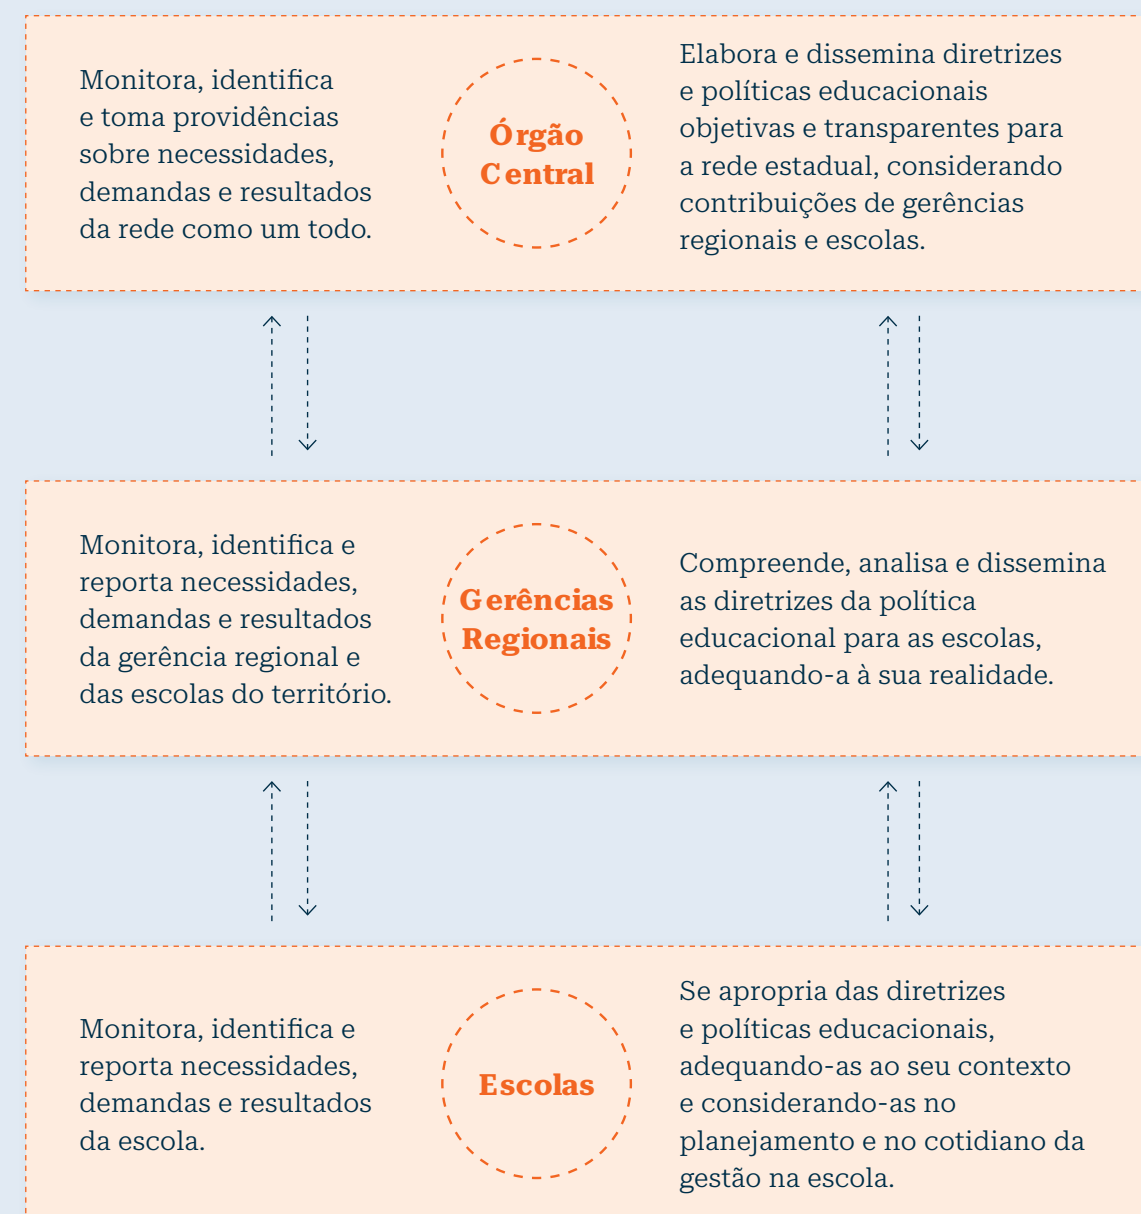 Monitora, identifica
e toma providências
sobre necessidades,
demandas e resultados
da rede como um todo.
Órgão
Central
Elabora e dissemina diretrizes
e políticas educacionais
objetivas e transparentes para
a rede estadual, considerando
contribuições de gerências
regionais e escolas.
Monitora, identifica e
reporta necessidades,
demandas e resultados
da gerência regional e
das escolas do território.
Gerências
Regionais
Compreende, analisa e dissemina
as diretrizes da política
educacional para as escolas,
adequando-a à sua realidade.
Monitora, identifica e
reporta necessidades,
demandas e resultados
da escola.
Escolas
Se apropria das diretrizes
e políticas educacionais,
adequando-as ao seu contexto
e considerando-as no
planejamento e no cotidiano da
gestão na escola.